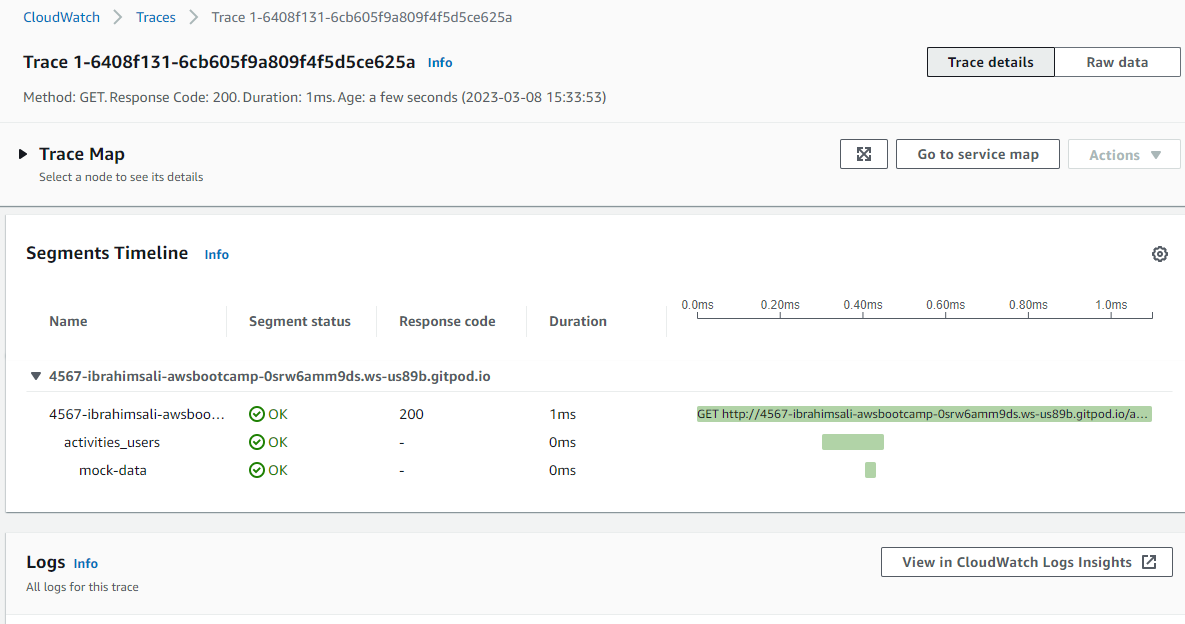 CloudWatch Traces Trace 1-6408f131-6cb605f9a809f4f5d5ce625a
Trace 1-6408f131-6cb605f9a809f4f5d5ce625a Info
Trace details Raw data
Method: GET. Response Code: 200. Duration: 1ms. Age: a few seconds (2023-03-08 15:33:53)
Trace Map
Go to service map Actions
Select a node to see its details
Segments Timeline Info
0.0ms 0.20ms 0.40ms 0.60ms 0.80ms 1.0ms
Name Segment status Response code Duration
4567-ibrahimsali-awsbootcamp-0srw6amm9ds.ws-us89b.gitpod.io
4567-ibrahimsali-awsboo... OK 200 1ms GET http://4567-ibrahimsali-awsbootcamp-0srw6amm9ds.ws-us89b.gitpod.io/a...
activities_users OK - 0ms
mock-data OK - 0ms
Logs Info
View in CloudWatch Logs Insights
All logs for this trace